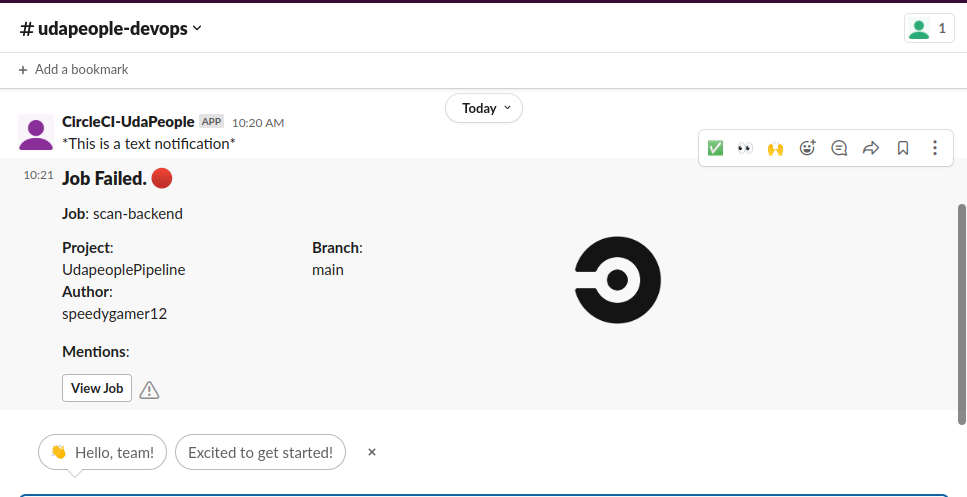 # udapeople-devops
1
+ Add a bookmark
Today
CircleCI-UdaPeople APP 10:20 AM
*This is a text notification*
10:21 Job Failed.
Job: scan-backend
Project: Branch:
UdapeoplePipeline main
Author:
speedygamer12
Mentions:
View Job
Hello, team! Excited to get started! ×